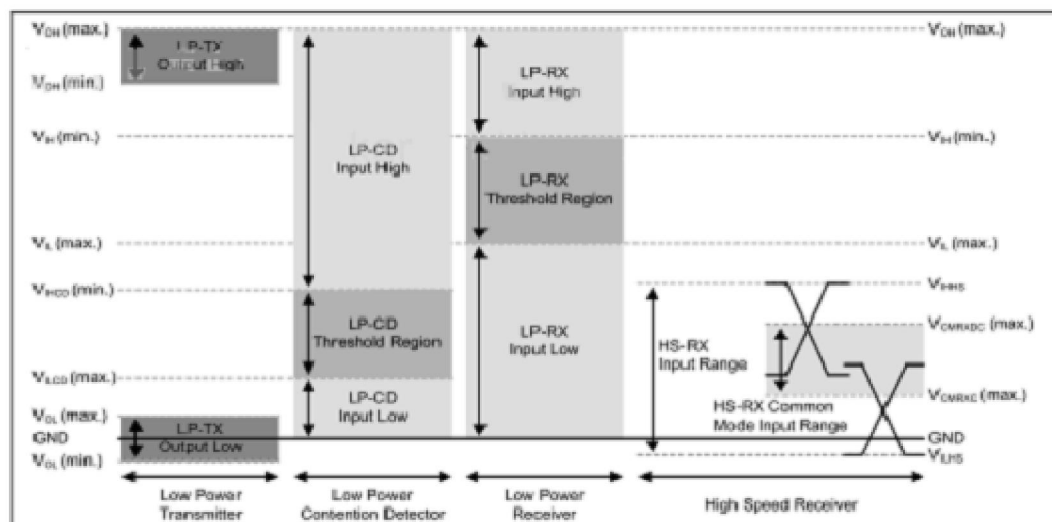 VOH (max.)
LP-TX
Output High
VOH (min.)
VIH (min.)
VIL (max.)
VIHCD (min.)
VILCD (max.)
VOL (max.)
GND
VOL (min.)
LP-TX
Output Low
Low Power
Transmitter
LP-CD
Input High
LP-CD
Threshold Region
LP-CD
Input Low
Low Power
Contention Detector
LP-RX
Input High
LP-RX
Threshold Region
LP-RX
Input Low
Low Power
Receiver
HS-RX
Input Range
HS-RX Common
Mode Input Range
High Speed Receiver
VOH (max.)
VIH (min.)
VIL (max.)
VIHHS
VCMRXDC (max.)
VCMRXDC (max.)
GND
VILHS